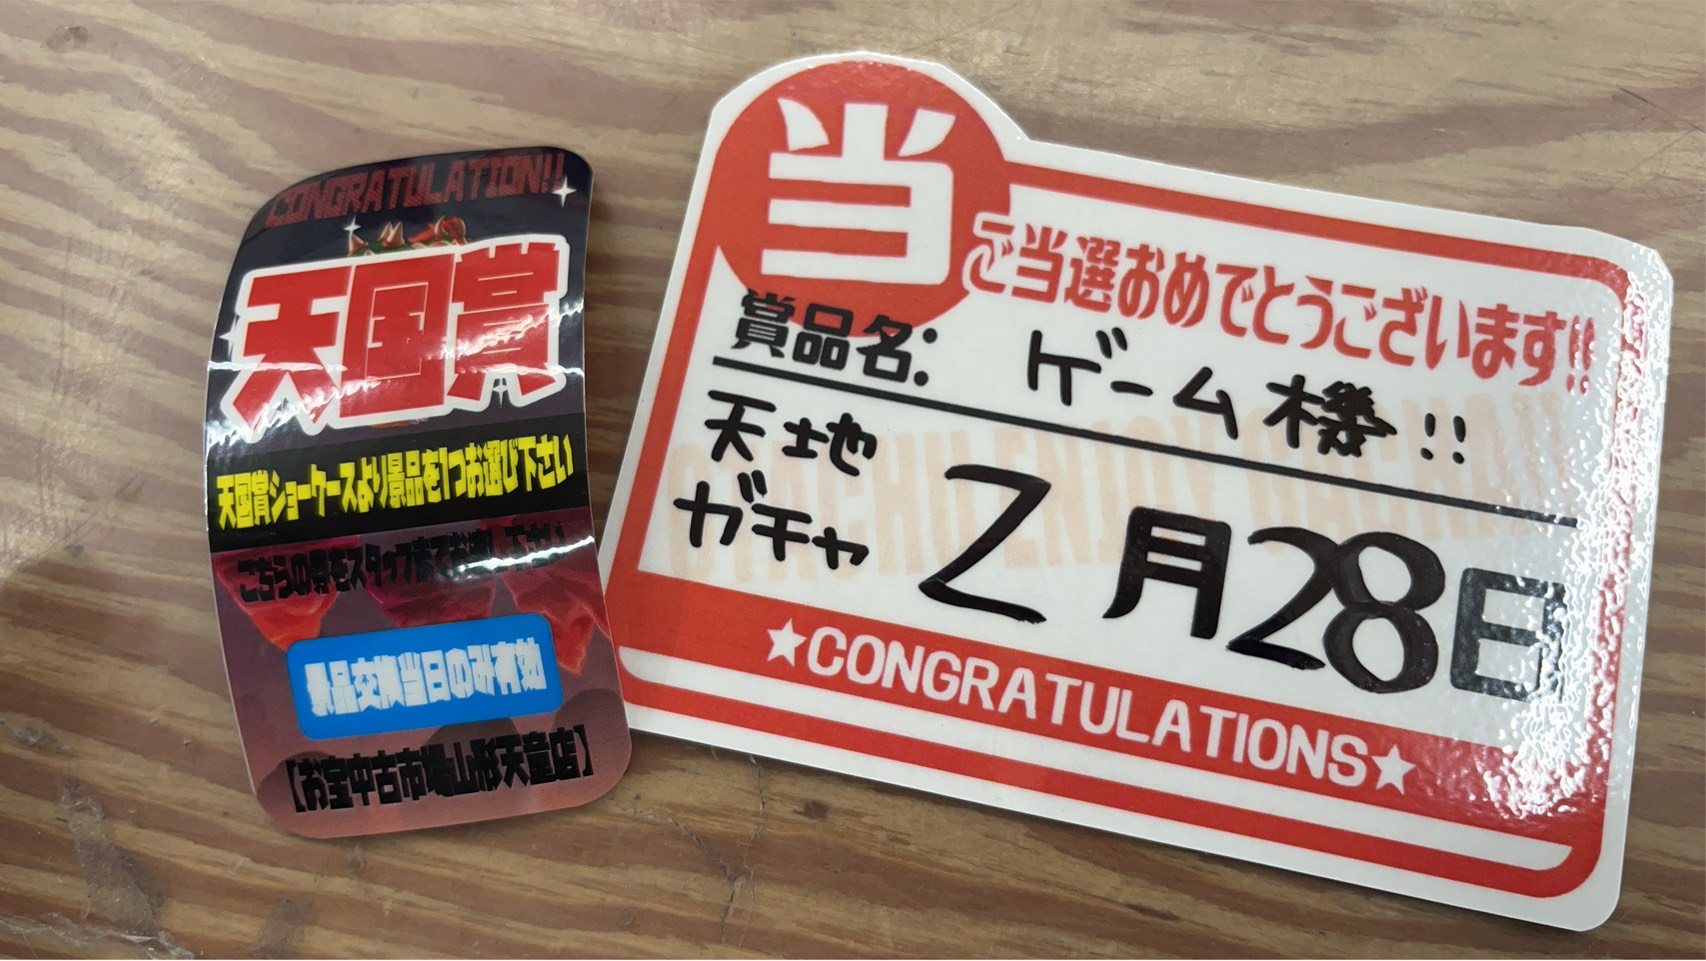 CONGRATULATION!!
天国賞
天国賞ショーケースより景品を1つお選び下さい
こちらの券をスタッフまでお渡し下さい
景品交換当日のみ有効
【お宝中古市場山形天童店】
当
ご当選おめでとうございます!!
賞品名: ゲーム機!!
天地
ガチャ
2月28日
★CONGRATULATIONS★